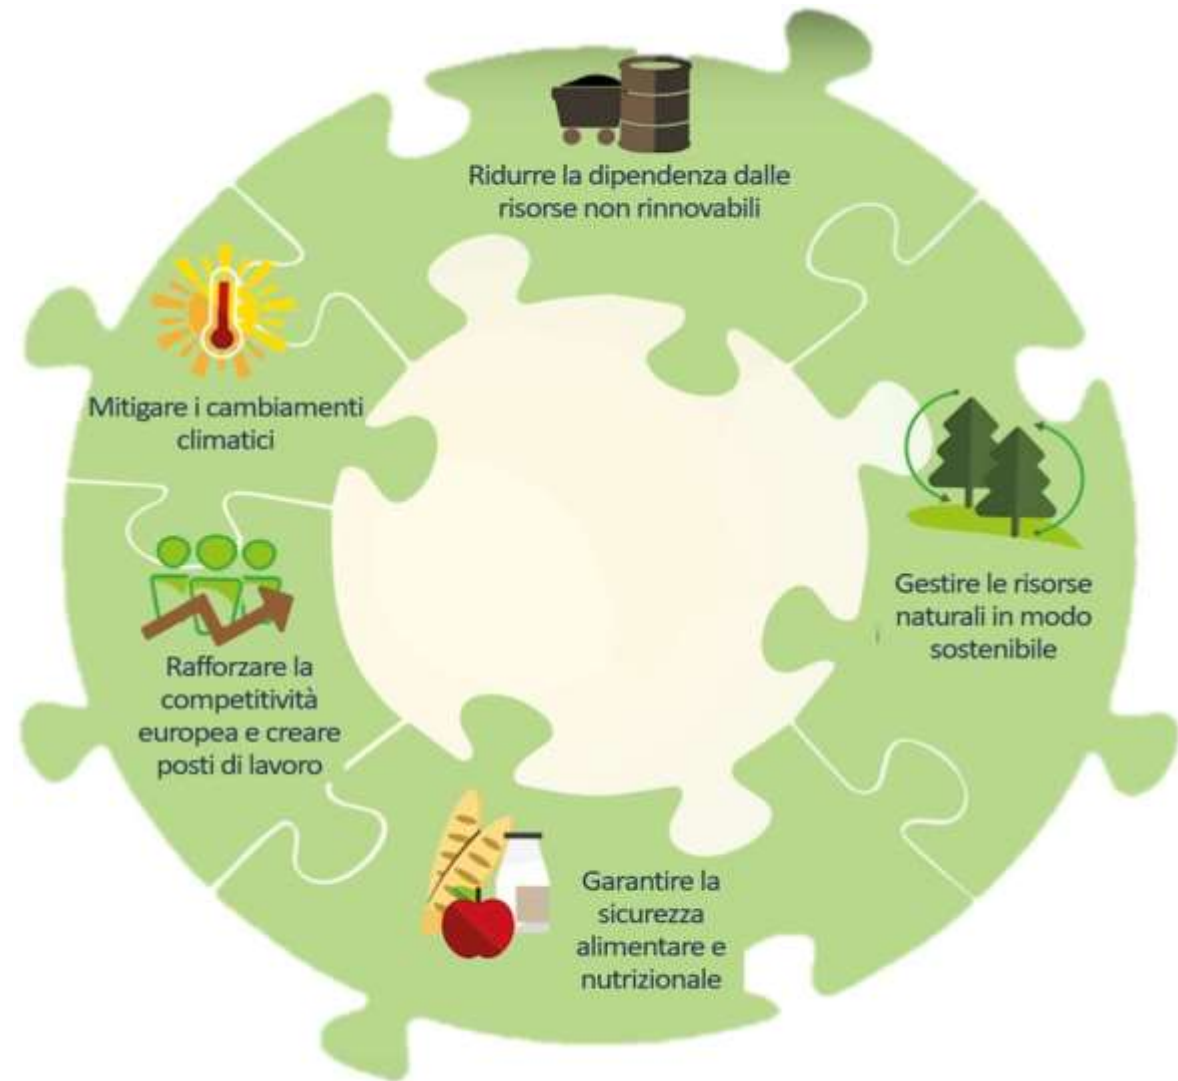 Ridurre la dipendenza dalle
risorse non rinnovabili
Mitigare i cambiamenti
climatici
Gestire le risorse
naturali in modo
sostenibile
Rafforzare la
competitività
europea e creare
posti di lavoro
Garantire la
sicurezza
alimentare e
nutrizionale